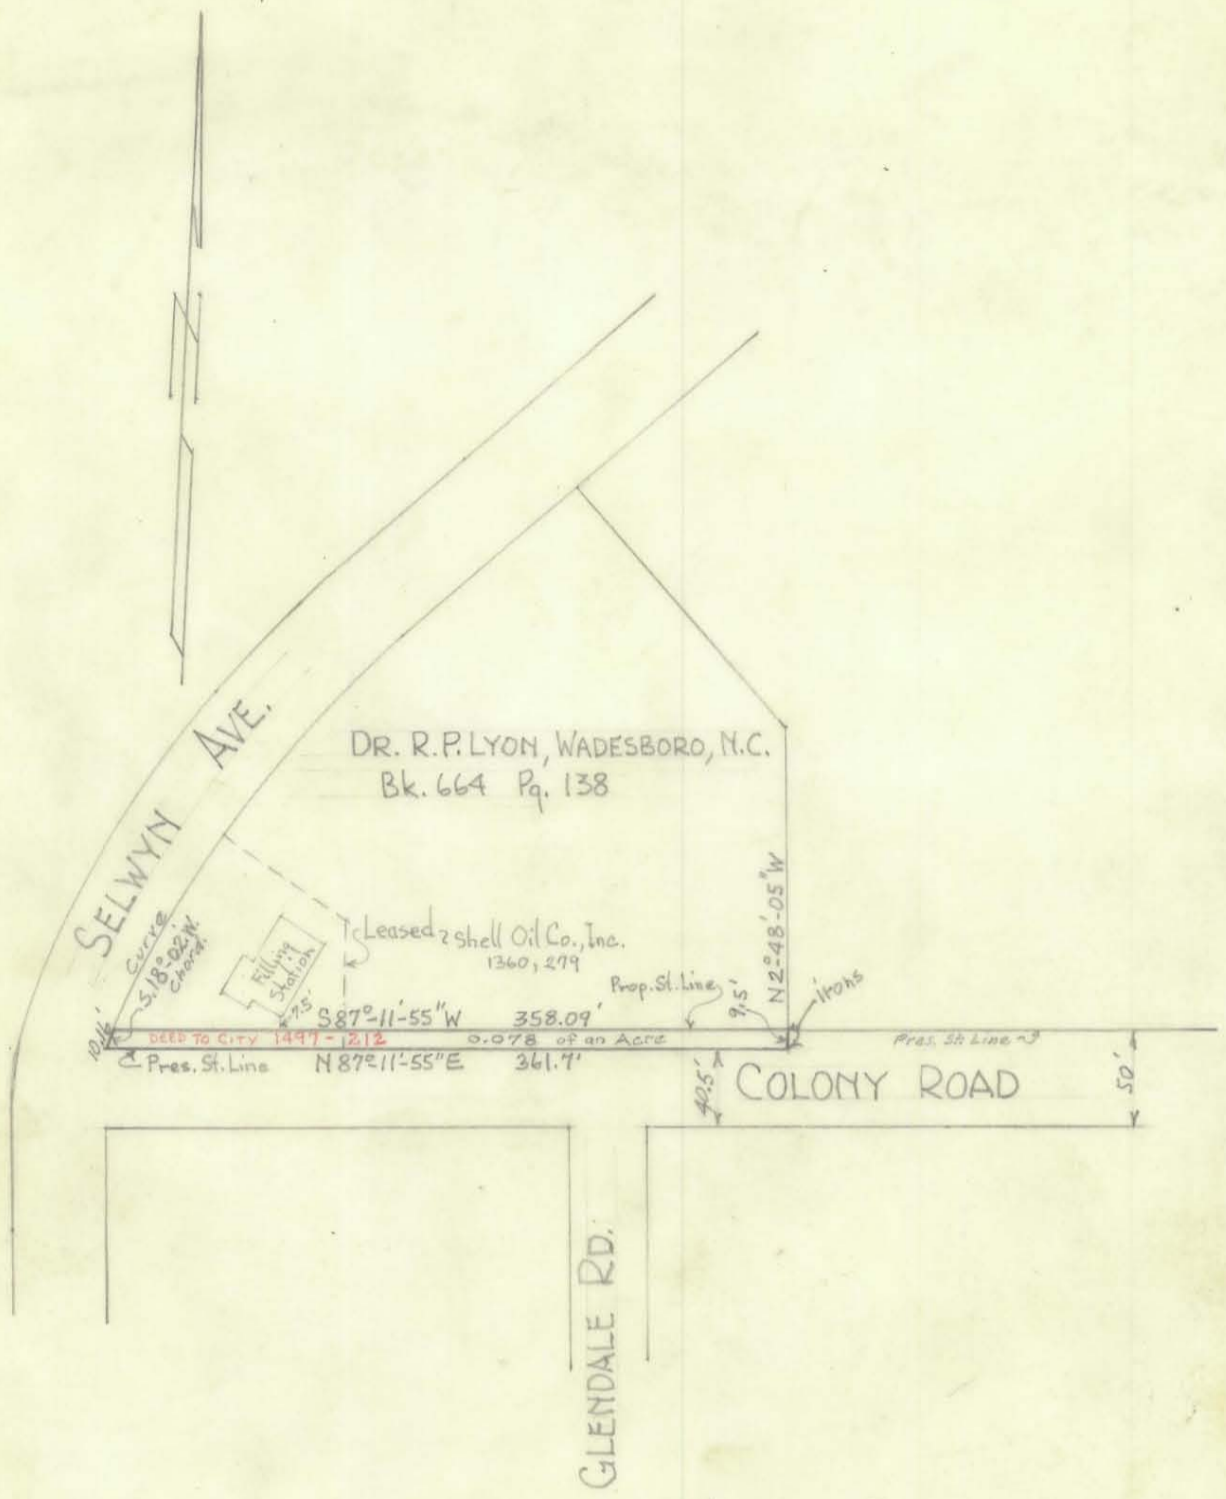 SELWYN AVE.
DR. R.P. LYON, WADESBORO, N.C.
Bk. 664 Pg. 138
N2°-48'-05"W
Curve
S.18°-02'W.
Chord.
Filling
Station
Leased 2 Shell Oil Co., Inc.
1360, 279
Prop. St. Line
9.5'
irons
S87°-11'-55"W 358.09'
10.16'
DEED TO CITY 1497 - 212
0.078 of an Acre
Pres. St. Line
Pres. St. Line
N87°-11'-55"E 361.7'
40.5'
COLONY ROAD
50'
GLENDALE RD.